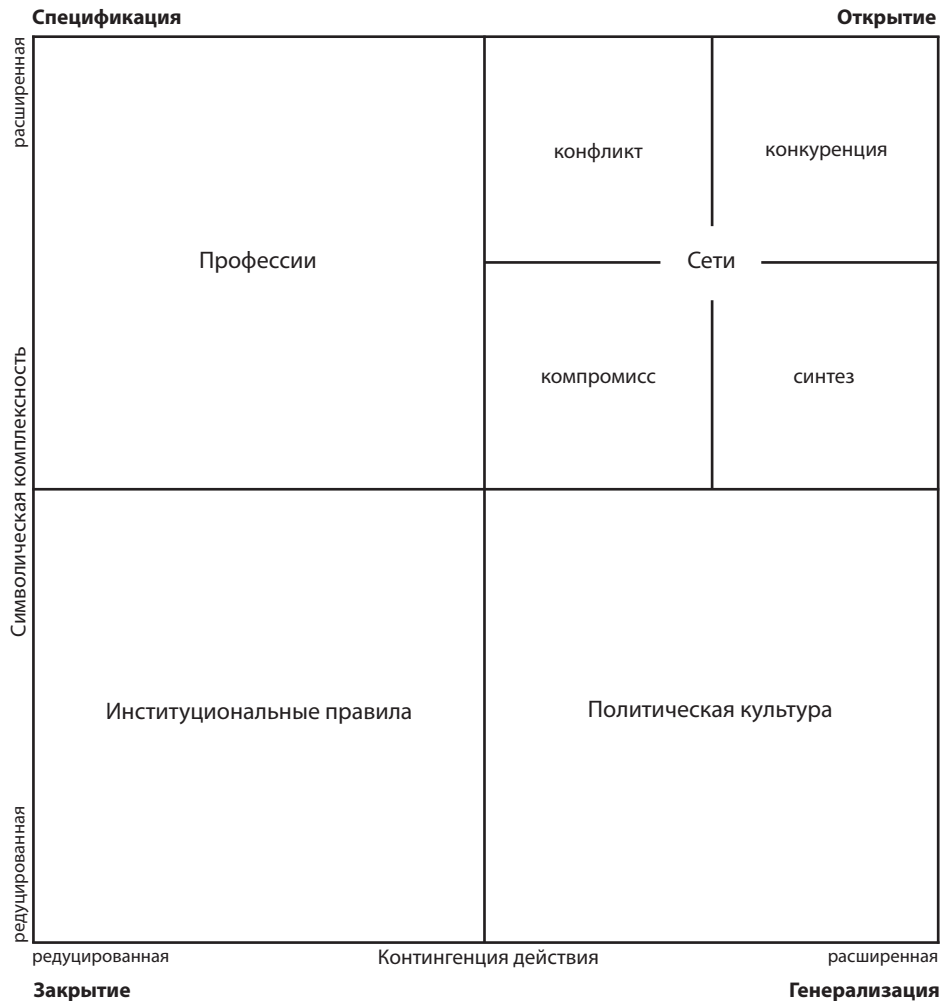 Спецификация
Открытие
расширенная
конфликт
конкуренция
Профессии
Сети
компромисс
синтез
Символическая комплексность
Институциональные правила
Политическая культура
редуцированная
редуцированная
Контингенция действия
расширенная
Закрытие
Генерализация